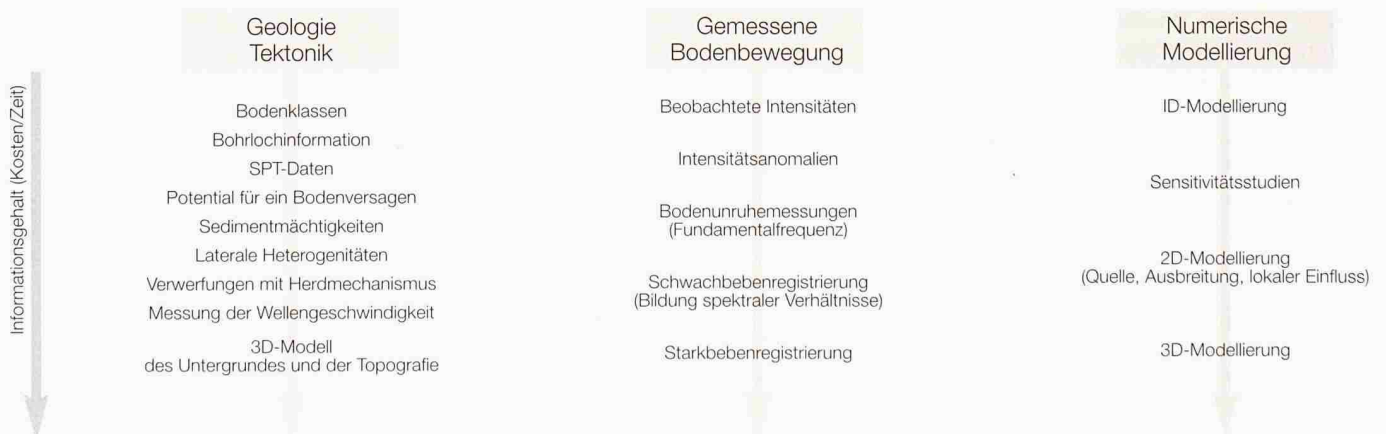 Informationsgehalt (Kosten/Zeit)
Geologie
Tektonik
Bodenklassen
Bohrlochinformation
SPT-Daten
Potential für ein Bodenversagen
Sedimentmächtigkeiten
Laterale Heterogenitäten
Verwerfungen mit Herdmechanismus
Messung der Wellengeschwindigkeit
3D-Modell
des Untergrundes und der Topografie
Gemessene
Bodenbewegung
Beobachtete Intensitäten
Intensitätsanomalien
Bodenunruhemessungen
(Fundamentalfrequenz)
Schwachbebenregistrierung
(Bildung spektraler Verhältnisse)
Starkbebenregistrierung
Numerische
Modellierung
ID-Modellierung
Sensitivitätsstudien
2D-Modellierung
(Quelle, Ausbreitung, lokaler Einfluss)
3D-Modellierung